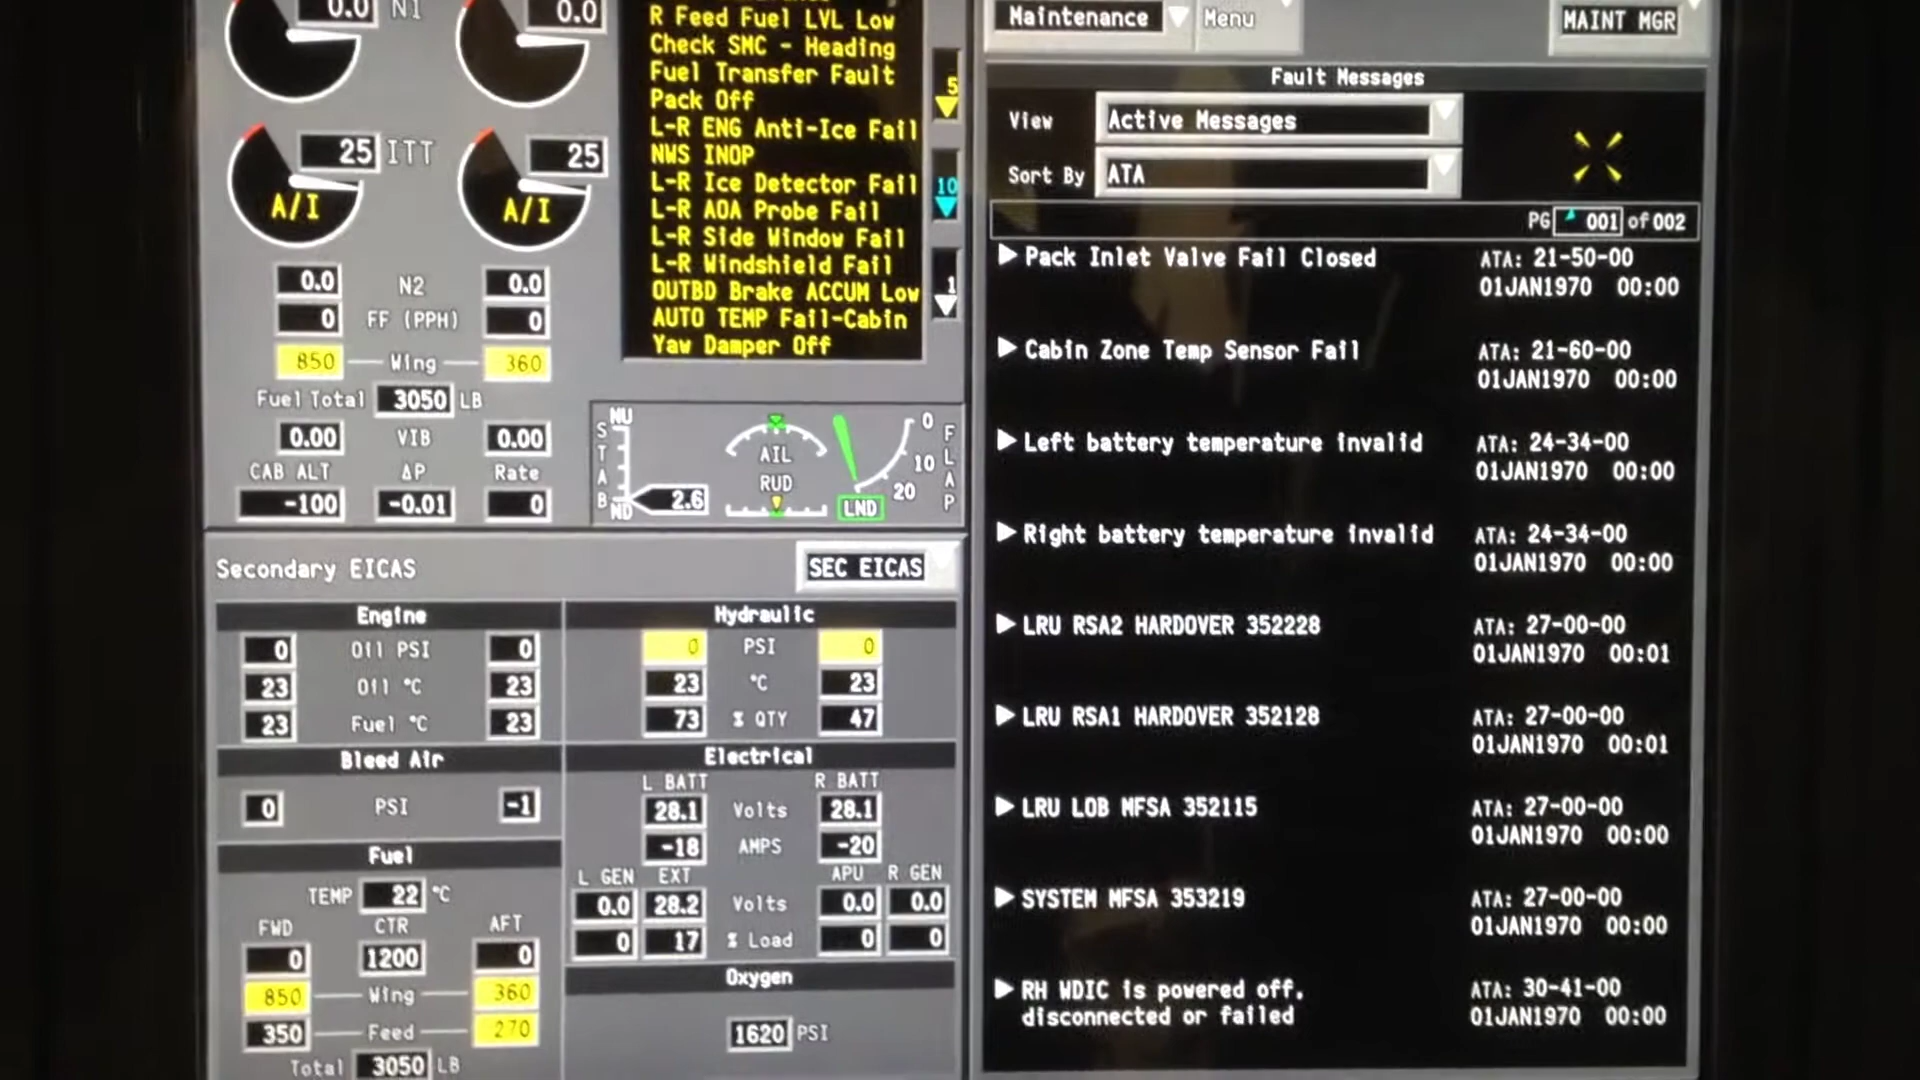 0.0 N1 0.0
25 ITT 25
A/I A/I
0.0 N2 0.0
0 FF (PPH) 0
850 Wing 360
Fuel Total 3050 LB
0.00 VIB 0.00
CAB ALT ΔP Rate
-100 -0.01 0
R Feed Fuel LVL Low
Check SMC - Heading
Fuel Transfer Fault
Pack Off
L-R ENG Anti-Ice Fail
NWS INOP
L-R Ice Detector Fail
L-R AOA Probe Fail
L-R Side Window Fail
L-R Windshield Fail
OUTBD Brake ACCUM Low
AUTO TEMP Fail-Cabin
Yaw Damper Off
5
10
1
STAB
NU
ND
2.6
AIL
RUD
0
10
20
LND
FLAP
Secondary EICAS
SEC EICAS
Engine
0 Oil PSI 0
23 Oil °C 23
23 Fuel °C 23
Bleed Air
0 PSI -1
Fuel
TEMP 22 °C
FWD CTR AFT
0 1200 0
850 Wing 360
350 Feed 270
Total 3050 LB
Hydraulic
0 PSI 0
23 °C 23
73 % QTY 47
Electrical
L BATT R BATT
28.1 Volts 28.1
-18 AMPS -20
L GEN EXT APU R GEN
0.0 28.2 Volts 0.0 0.0
0 17 % Load 0 0
Oxygen
1620 PSI
Maintenance Menu MAINT MGR
Fault Messages
View Active Messages
Sort By ATA
PG 001 of 002
Pack Inlet Valve Fail Closed ATA: 21-50-00
01JAN1970 00:00
Cabin Zone Temp Sensor Fail ATA: 21-60-00
01JAN1970 00:00
Left battery temperature invalid ATA: 24-34-00
01JAN1970 00:00
Right battery temperature invalid ATA: 24-34-00
01JAN1970 00:00
LRU RSA2 HARDOVER 352228 ATA: 27-00-00
01JAN1970 00:01
LRU RSA1 HARDOVER 352128 ATA: 27-00-00
01JAN1970 00:01
LRU LOB MFSA 352115 ATA: 27-00-00
01JAN1970 00:00
SYSTEM MFSA 353219 ATA: 27-00-00
01JAN1970 00:00
RH WDIC is powered off, ATA: 30-41-00
disconnected or failed 01JAN1970 00:00